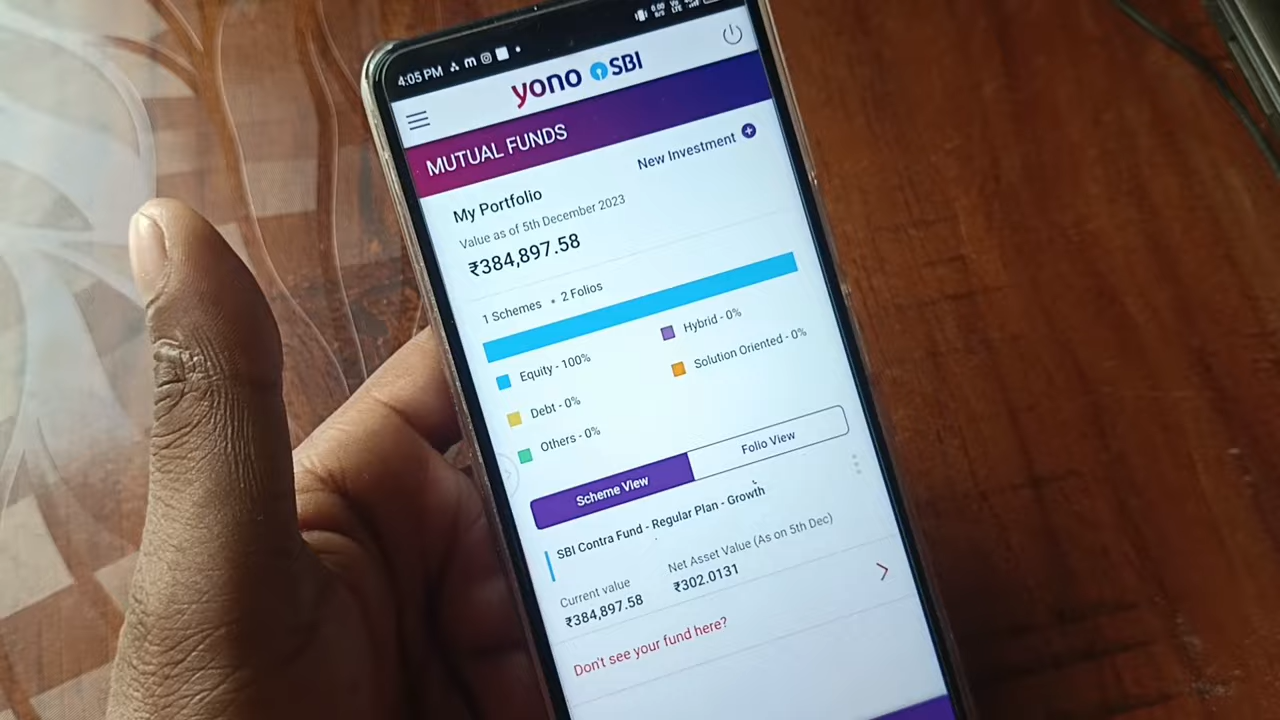 4:05 PM
0.00
yono SBI
MUTUAL FUNDS
New Investment
My Portfolio
Value as of 5th December 2023
₹384,897.58
1 Schemes • 2 Folios
Equity - 100%
Hybrid - 0%
Debt - 0%
Solution Oriented - 0%
Others - 0%
Scheme View
Folio View
SBI Contra Fund - Regular Plan - Growth
Current value
Net Asset Value (As on 5th Dec)
₹384,897.58
₹302.0131
Don't see your fund here?